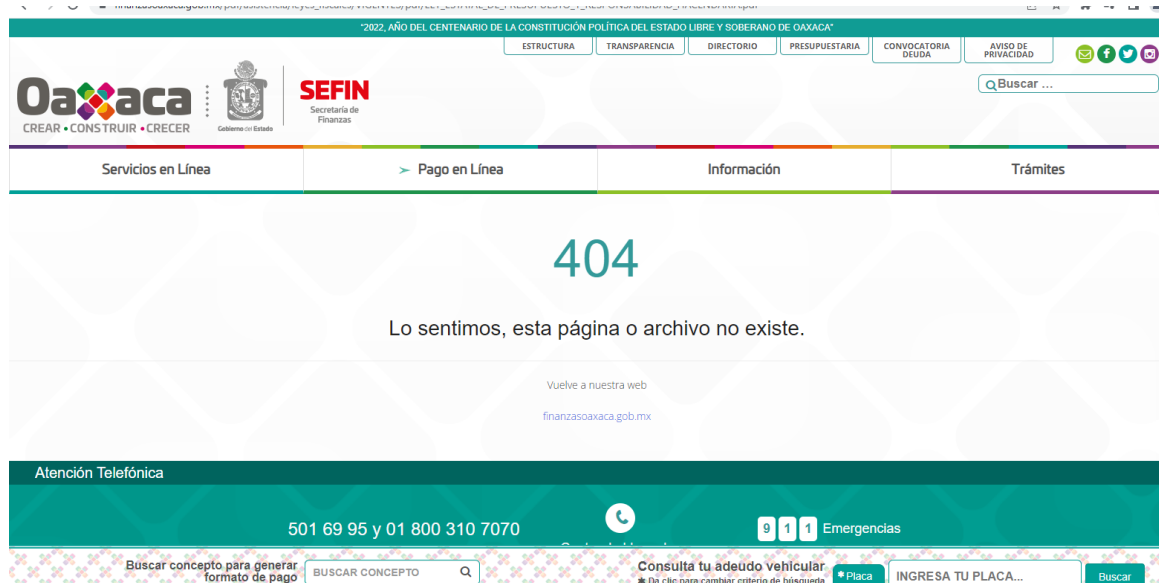 "2022, AÑO DEL CENTENARIO DE LA CONSTITUCIÓN POLÍTICA DEL ESTADO LIBRE Y SOBERANO DE OAXACA"
ESTRUCTURA
TRANSPARENCIA
DIRECTORIO
PRESUPUESTARIA
CONVOCATORIA
DEUDA
AVISO DE
PRIVACIDAD
Buscar ...
Oaxaca
CREAR • CONSTRUIR • CRECER
Gobierno del Estado
SEFIN
Secretaría de
Finanzas
Servicios en Línea
➢ Pago en Línea
Información
Trámites
404
Lo sentimos, esta página o archivo no existe.
Vuelve a nuestra web
finanzasoaxaca.gob.mx
Atención Telefónica
501 69 95 y 01 800 310 7070
9 1 1 Emergencias
Buscar concepto para generar
formato de pago
BUSCAR CONCEPTO
Consulta tu adeudo vehicular
✱ Da clic para cambiar criterio de búsqueda
✱Placa
INGRESA TU PLACA...
Buscar